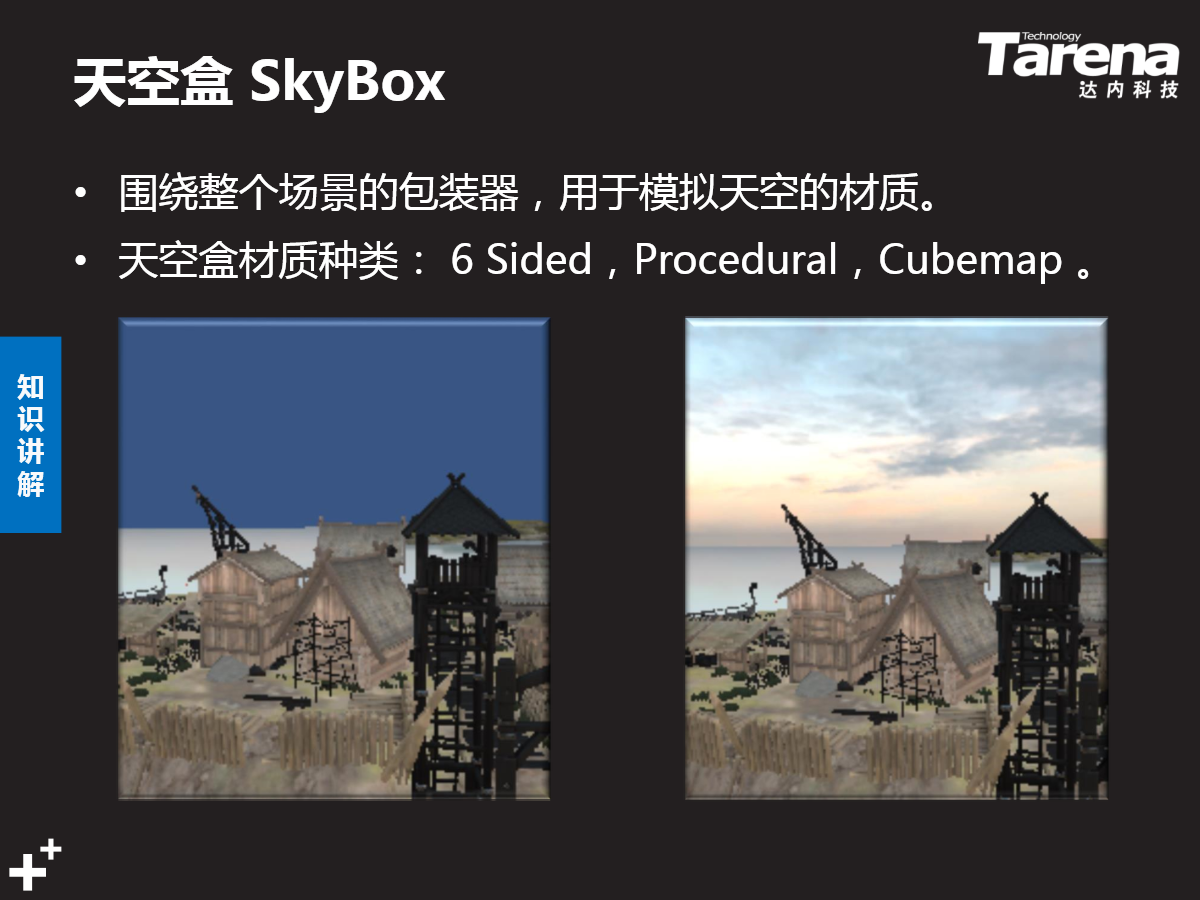 天空盒 SkyBox
Technology
Tarena
达内科技
• 围绕整个场景的包装器，用于模拟天空的材质。
• 天空盒材质种类： 6 Sided，Procedural，Cubemap 。
知识讲解